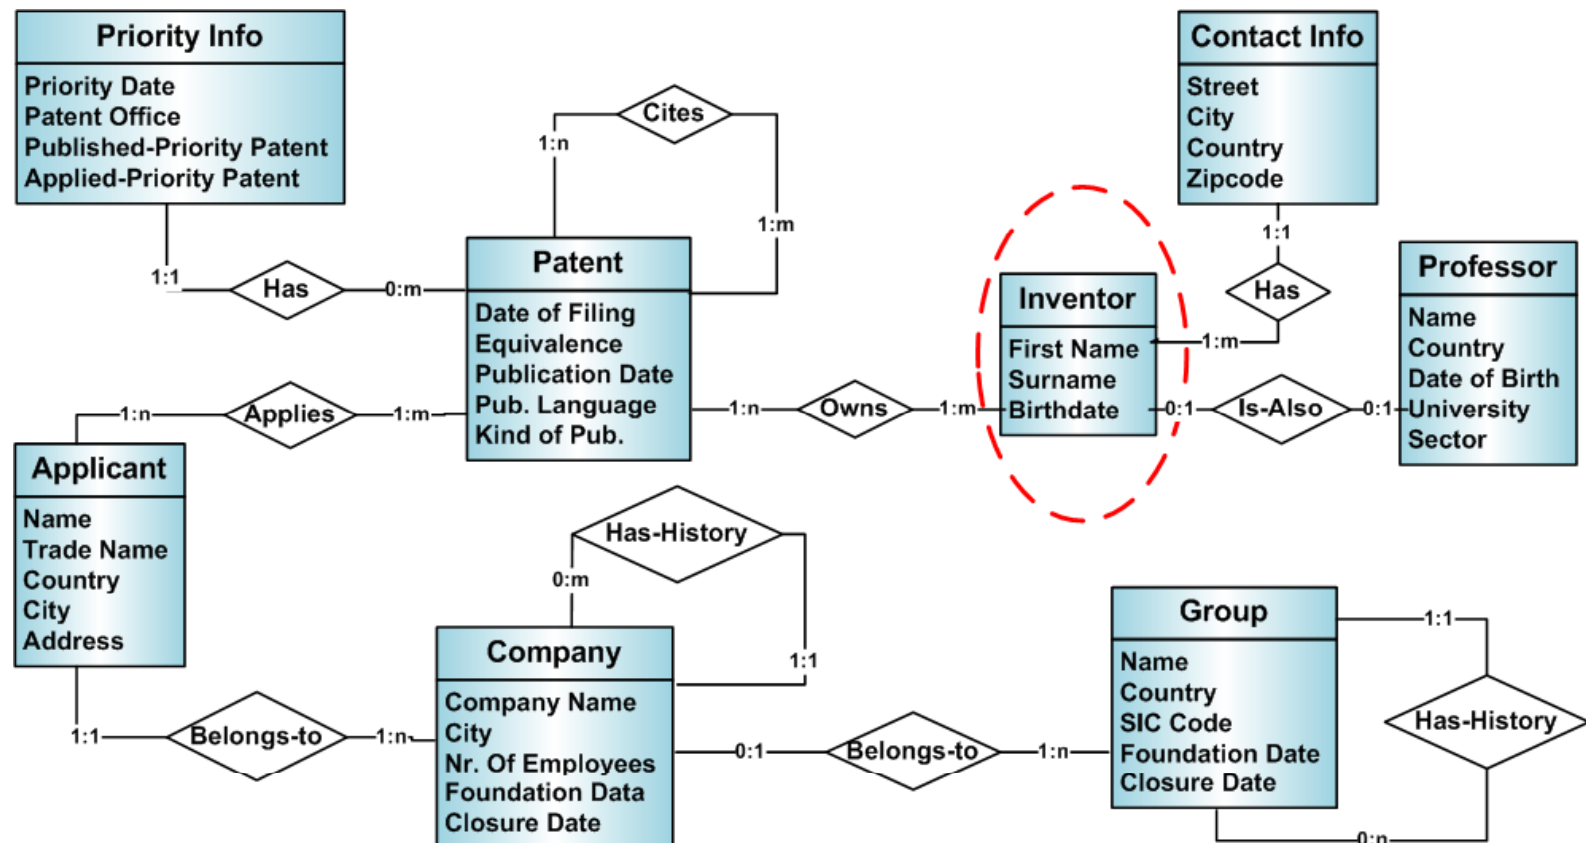 Priority Info
Priority Date
Patent Office
Published-Priority Patent
Applied-Priority Patent
1:1
Has
0:m
Cites
1:n
1:m
Patent
Date of Filing
Equivalence
Publication Date
Pub. Language
Kind of Pub.
Contact Info
Street
City
Country
Zipcode
1:1
Has
1:m
Inventor
First Name
Surname
Birthdate
Professor
Name
Country
Date of Birth
University
Sector
1:n
Applies
1:m
1:n
Owns
1:m
0:1
Is-Also
0:1
Applicant
Name
Trade Name
Country
City
Address
Has-History
0:m
1:1
Company
Company Name
City
Nr. Of Employees
Foundation Data
Closure Date
1:1
Belongs-to
1:n
0:1
Belongs-to
1:n
Group
Name
Country
SIC Code
Foundation Date
Closure Date
1:1
Has-History
0:n